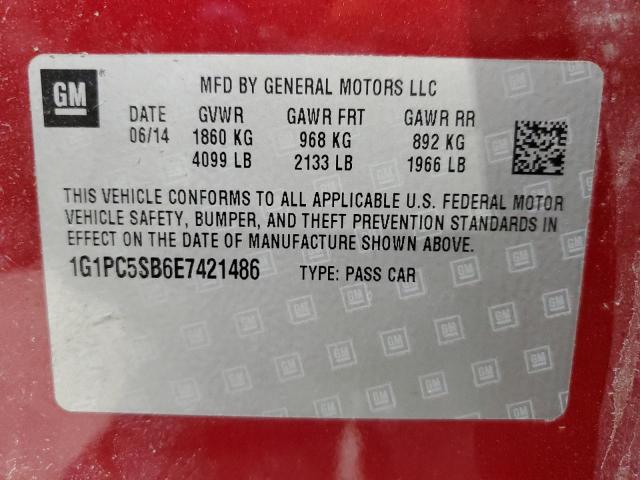 GM
MFD BY GENERAL MOTORS LLC
DATE GVWR GAWR FRT GAWR RR
06/14 1860 KG 968 KG 892 KG
4099 LB 2133 LB 1966 LB
THIS VEHICLE CONFORMS TO ALL APPLICABLE U.S. FEDERAL MOTOR
VEHICLE SAFETY, BUMPER, AND THEFT PREVENTION STANDARDS IN
EFFECT ON THE DATE OF MANUFACTURE SHOWN ABOVE.
1G1PC5SB6E7421486 TYPE: PASS CAR